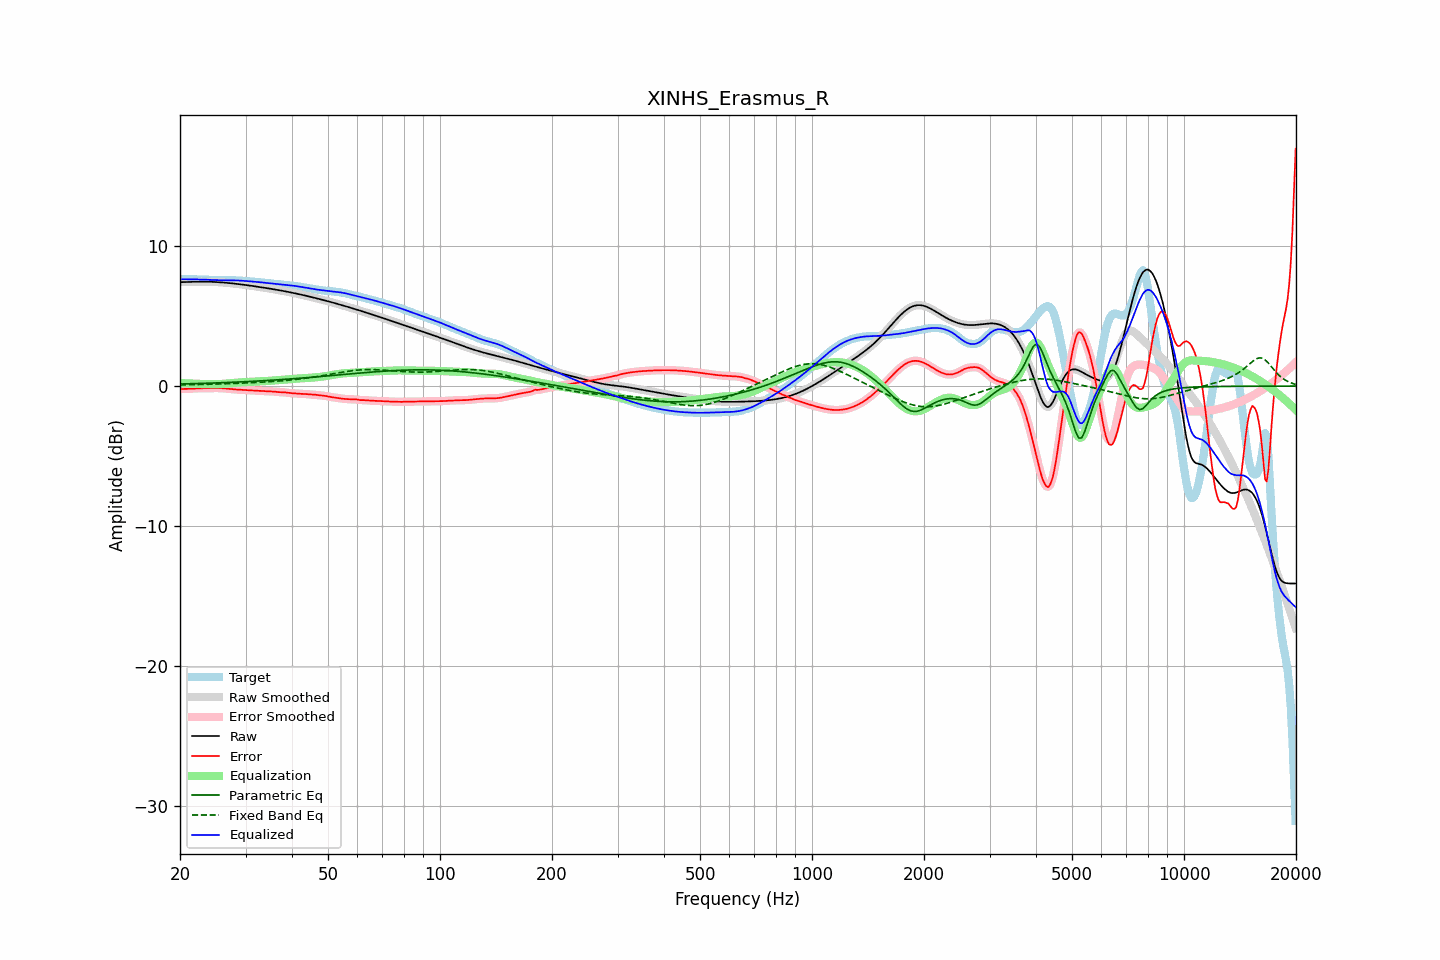 XINHS_Erasmus_R
Amplitude (dBr)
10
0
−10
−20
−30
Target
Raw Smoothed
Error Smoothed
Raw
Error
Equalization
Parametric Eq
Fixed Band Eq
Equalized
20
50
100
200
500
1000
2000
5000
10000
20000
Frequency (Hz)